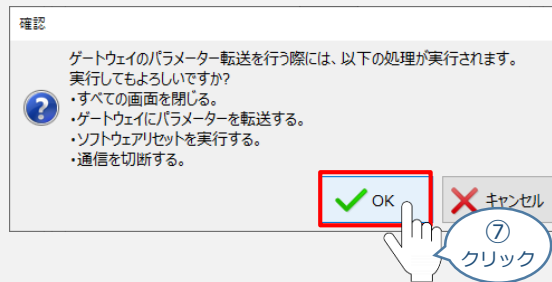 確認
ゲートウェイのパラメーター転送を行う際には、以下の処理が実行されます。
実行してもよろしいですか?
・すべての画面を閉じる。
・ゲートウェイにパラメーターを転送する。
・ソフトウェアリセットを実行する。
・通信を切断する。
OK
キャンセル
⑦
クリック